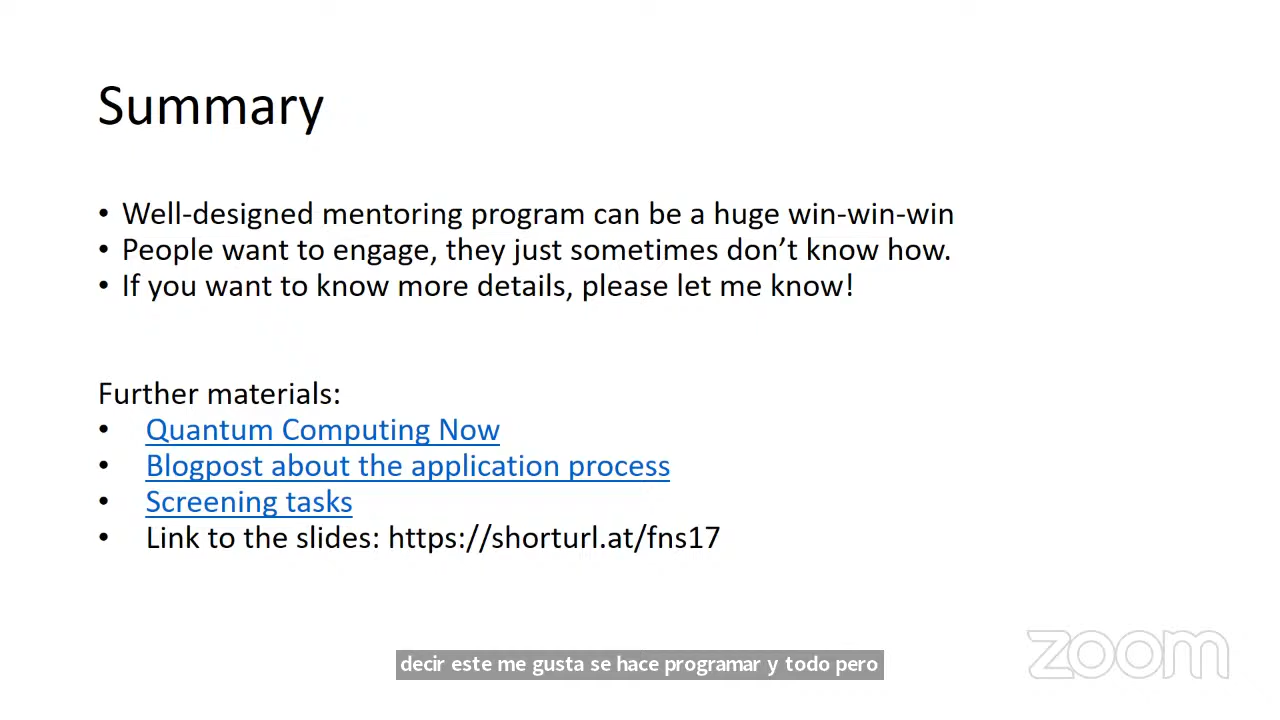 Summary
• Well-designed mentoring program can be a huge win-win-win
• People want to engage, they just sometimes don’t know how.
• If you want to know more details, please let me know!
Further materials:
• Quantum Computing Now
• Blogpost about the application process
• Screening tasks
• Link to the slides: https://shorturl.at/fns17
decir este me gusta se hace programar y todo pero
zoom